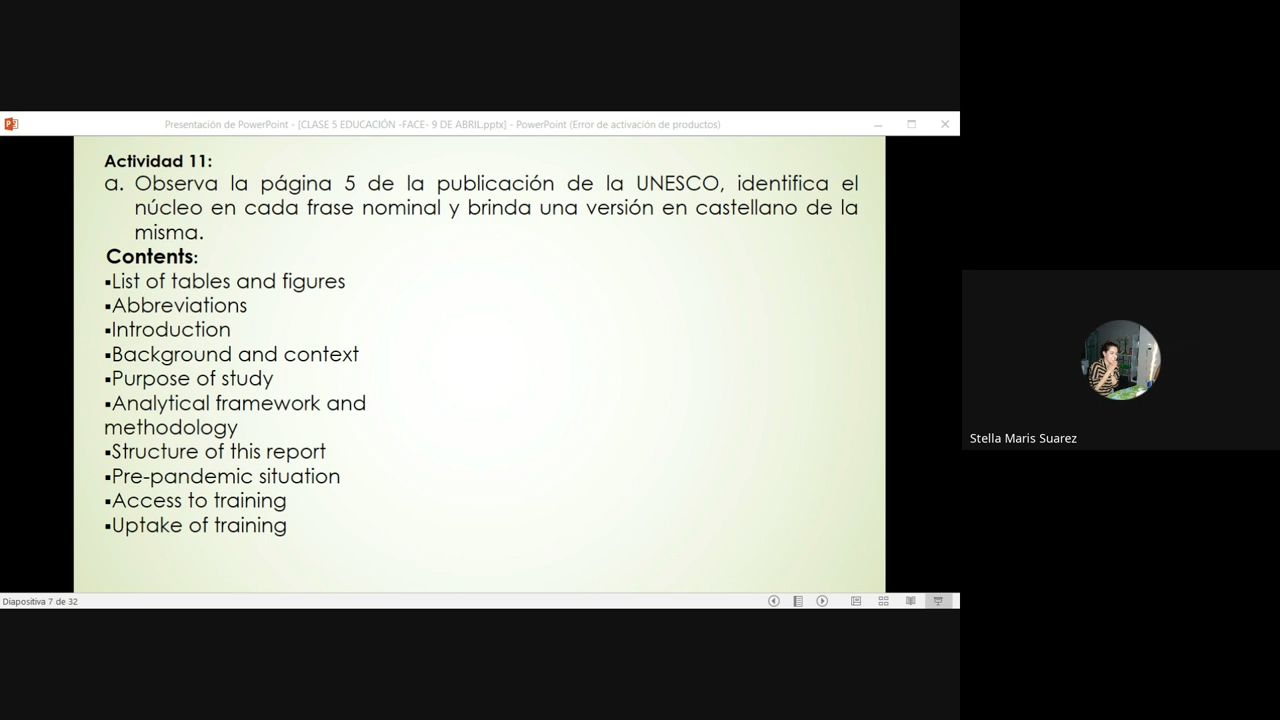 Presentación de PowerPoint - [CLASE 5 EDUCACIÓN -FACE- 9 DE ABRIL.pptx] - PowerPoint (Error de activación de productos)
Actividad 11:
a. Observa la página 5 de la publicación de la UNESCO, identifica el
núcleo en cada frase nominal y brinda una versión en castellano de la
misma.
Contents:
▪List of tables and figures
▪Abbreviations
▪Introduction
▪Background and context
▪Purpose of study
▪Analytical framework and
methodology
▪Structure of this report
▪Pre-pandemic situation
▪Access to training
▪Uptake of training
Diapositiva 7 de 32
Stella Maris Suarez